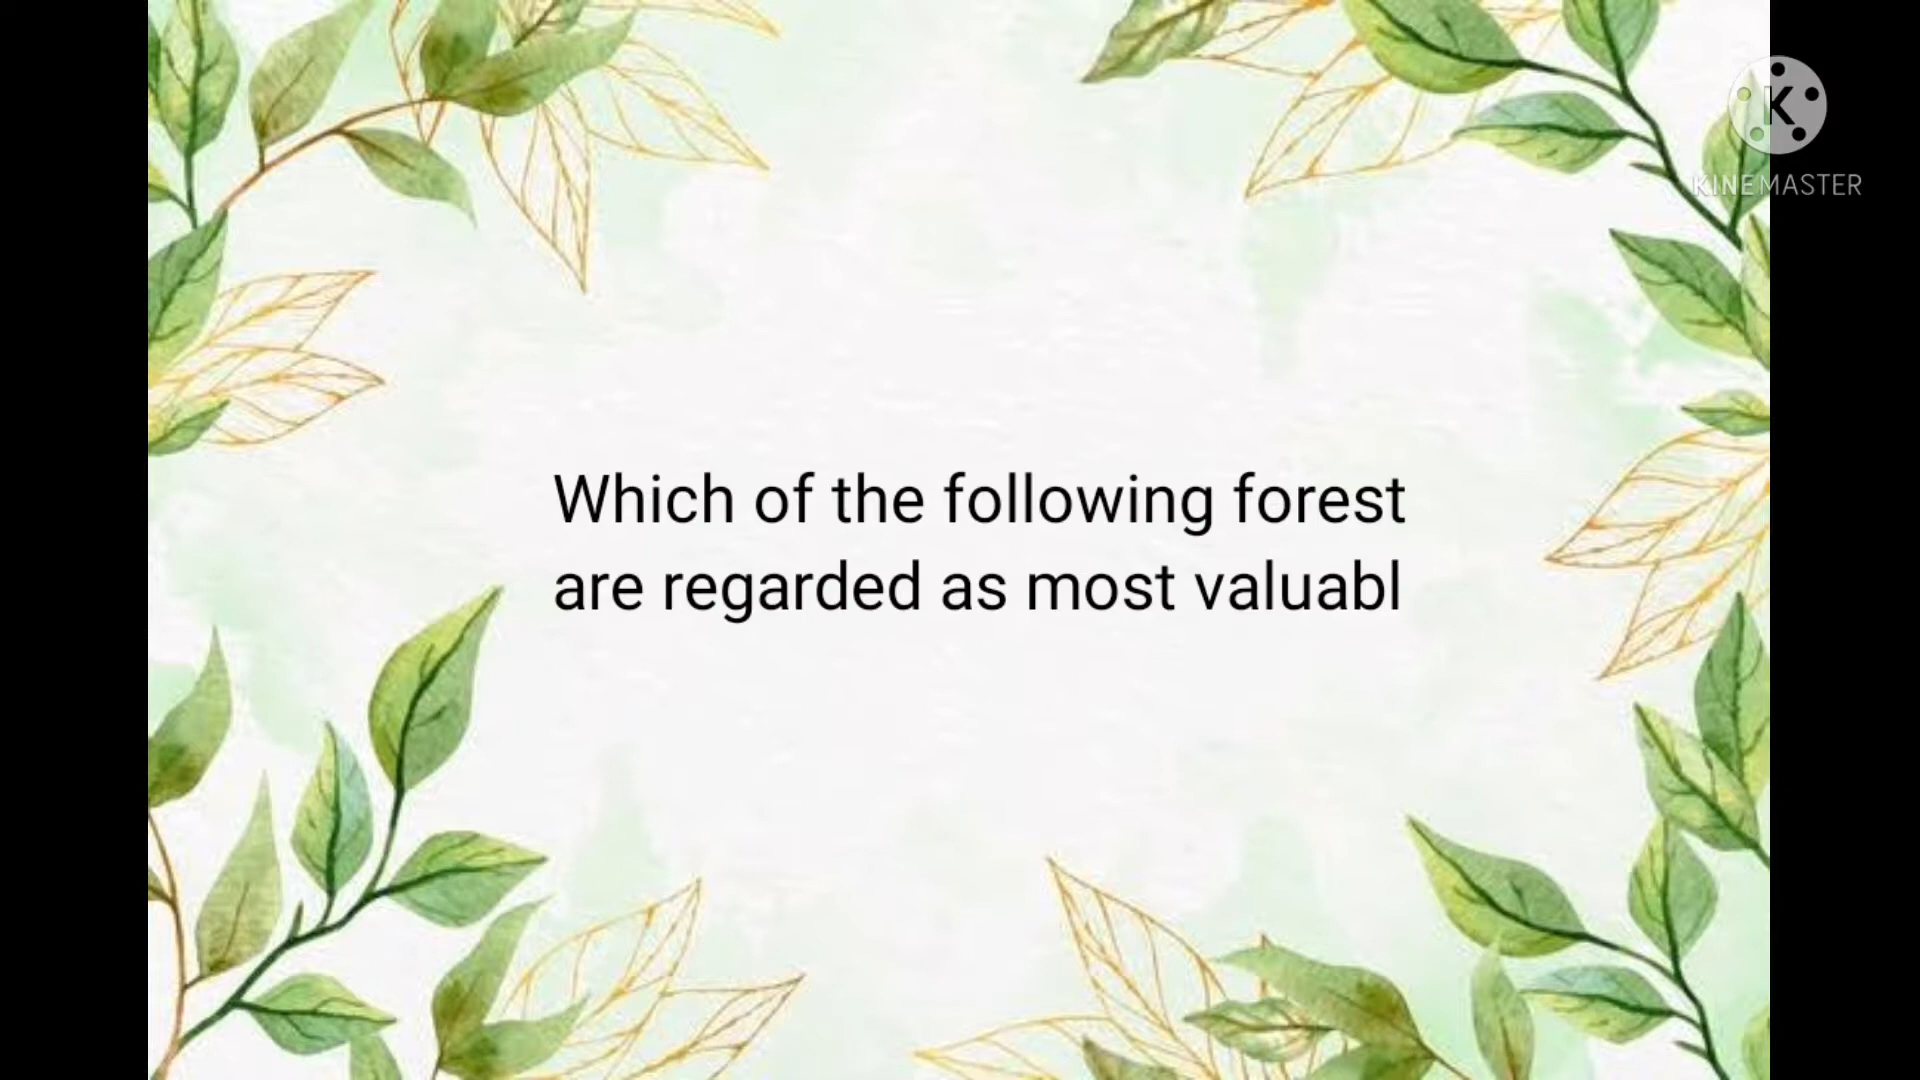 K
KINEMASTER
Which of the following forest
are regarded as most valuabl